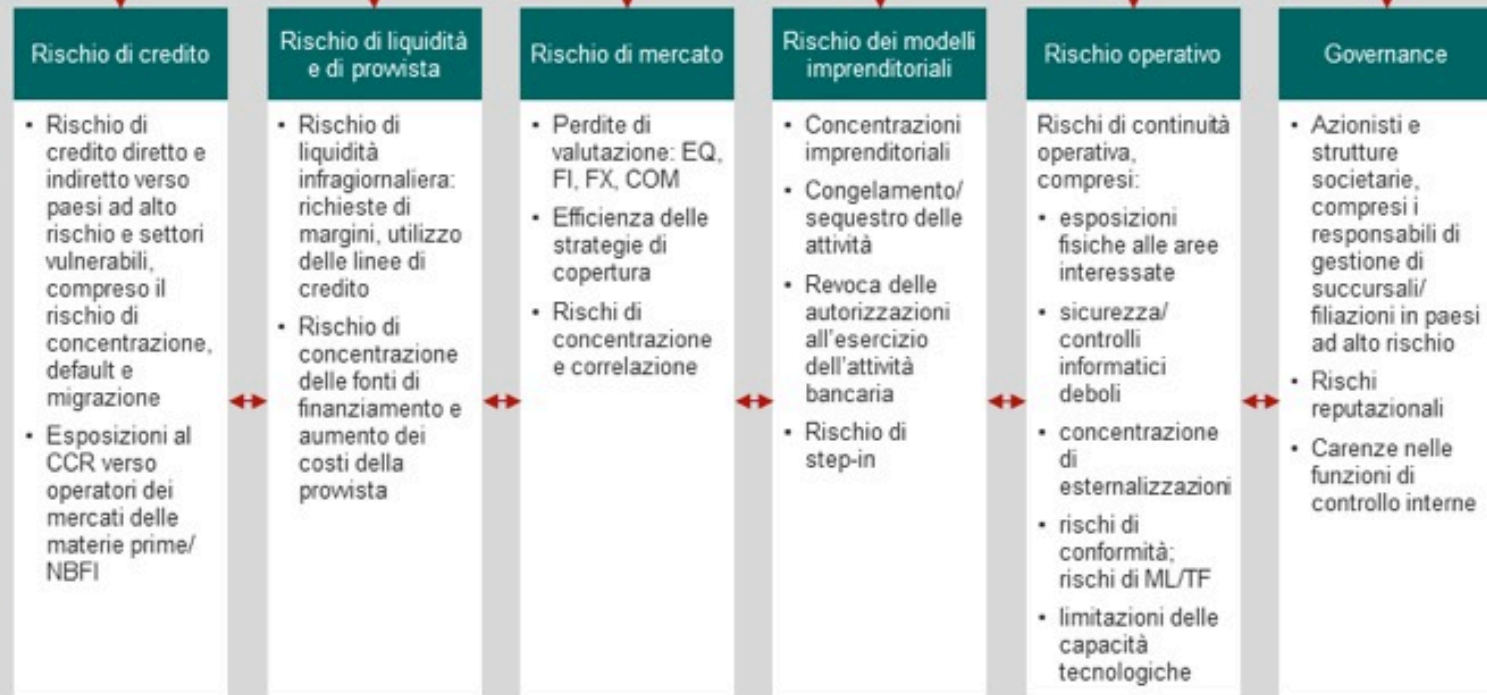 Rischio di credito
• Rischio di
credito diretto e
indiretto verso
paesi ad alto
rischio e settori
vulnerabili,
compreso il
rischio di
concentrazione,
default e
migrazione
• Esposizioni al
CCR verso
operatori dei
mercati delle
materie prime/
NBFI
Rischio di liquidità
e di provvista
• Rischio di
liquidità
infragiornaliera:
richieste di
margini, utilizzo
delle linee di
credito
• Rischio di
concentrazione
delle fonti di
finanziamento e
aumento dei
costi della
provvista
Rischio di mercato
• Perdite di
valutazione: EQ,
FI, FX, COM
• Efficienza delle
strategie di
copertura
• Rischi di
concentrazione
e correlazione
Rischio dei modelli
imprenditoriali
• Concentrazioni
imprenditoriali
• Congelamento/
sequestro delle
attività
• Revoca delle
autorizzazioni
all'esercizio
dell'attività
bancaria
• Rischio di
step-in
Rischio operativo
Rischi di continuità
operativa,
compresi:
• esposizioni
fisiche alle aree
interessate
• sicurezza/
controlli
informatici
deboli
• concentrazione
di
esternalizzazioni
• rischi di
conformità;
rischi di ML/TF
• limitazioni delle
capacità
tecnologiche
Governance
• Azionisti e
strutture
societarie,
compresi i
responsabili di
gestione di
succursali/
filiazioni in paesi
ad alto rischio
• Rischi
reputazionali
• Carenze nelle
funzioni di
controllo interne